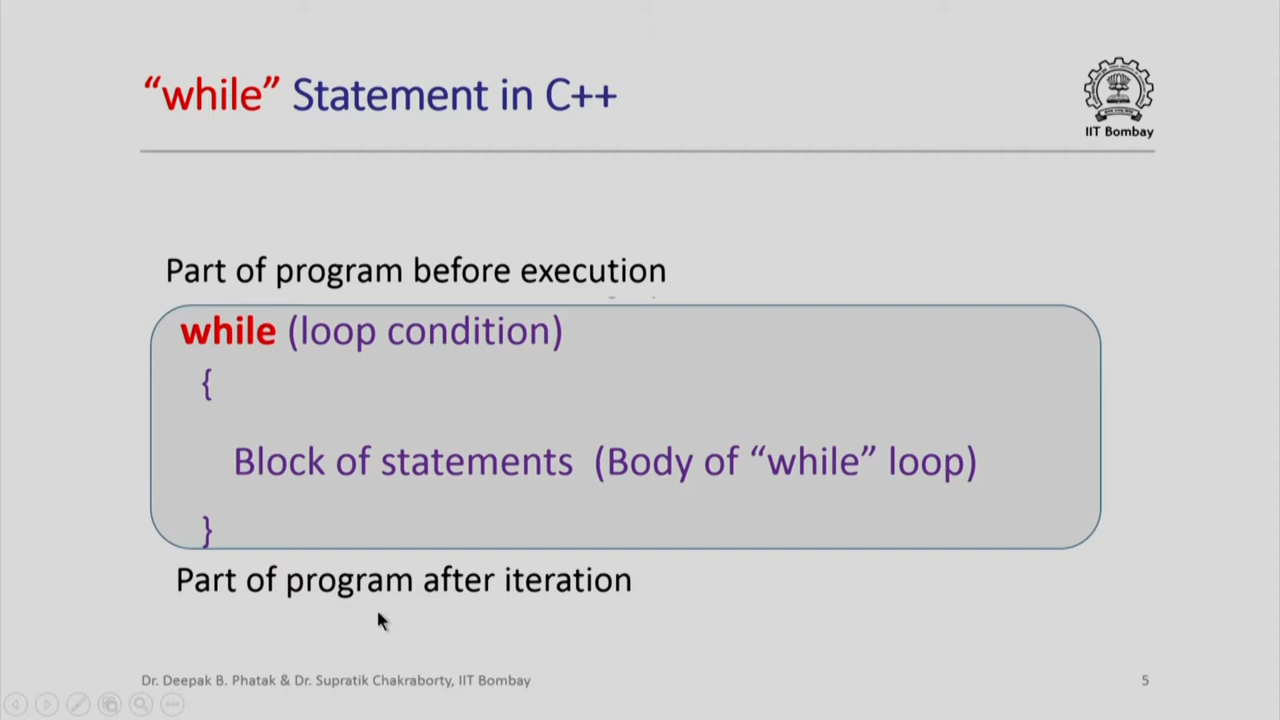 “while” Statement in C++
IIT Bombay
Part of program before execution
while (loop condition)
{
Block of statements (Body of “while” loop)
}
Part of program after iteration
Dr. Deepak B. Phatak & Dr. Supratik Chakraborty, IIT Bombay
5